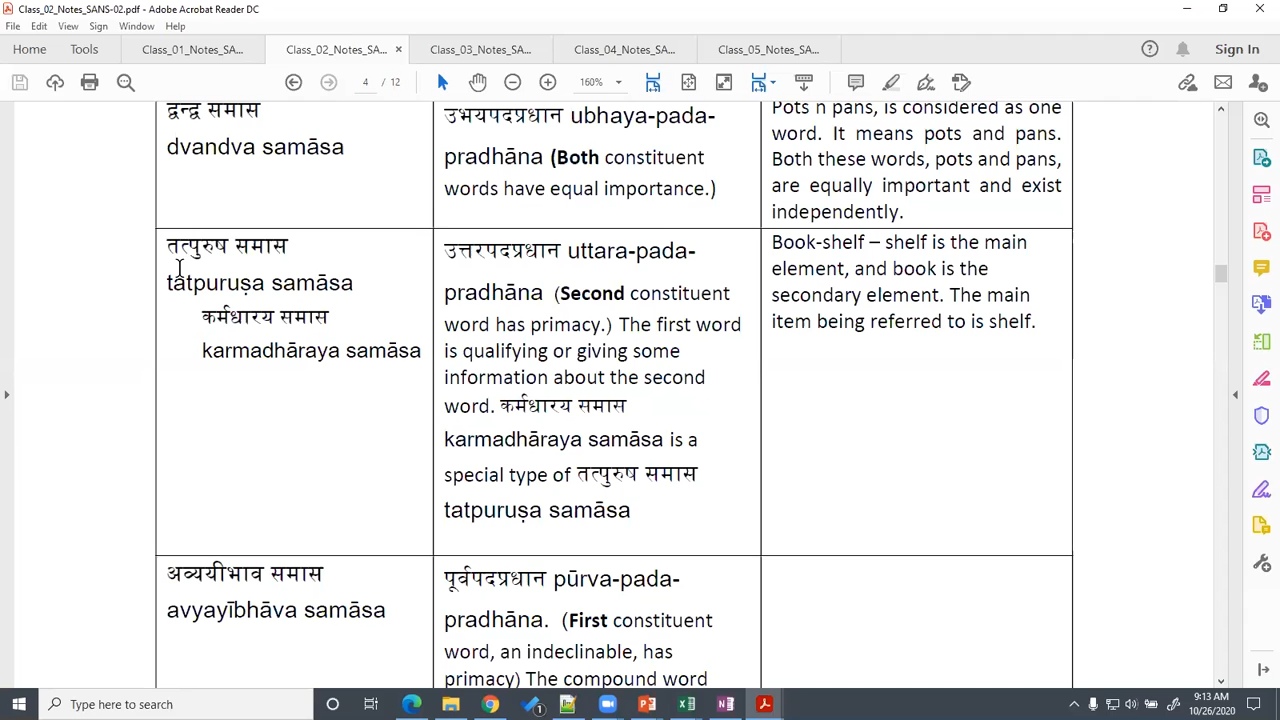 Class_02_Notes_SANS-02.pdf - Adobe Acrobat Reader DC
File Edit View Sign Window Help
Home Tools Class_01_Notes_SA... Class_02_Notes_SA... × Class_03_Notes_SA... Class_04_Notes_SA... Class_05_Notes_SA... Sign In
4 / 12 160%
द्वन्द्व समास
dvandva samāsa
उभयपदप्रधान ubhaya-pada-
pradhāna (Both constituent
words have equal importance.)
Pots n pans, is considered as one
word. It means pots and pans.
Both these words, pots and pans,
are equally important and exist
independently.
तत्पुरुष समास
tatpuruṣa samāsa
कर्मधारय समास
karmadhāraya samāsa
उत्तरपदप्रधान uttara-pada-
pradhāna (Second constituent
word has primacy.) The first word
is qualifying or giving some
information about the second
word. कर्मधारय समास
karmadhāraya samāsa is a
special type of तत्पुरुष समास
tatpuruṣa samāsa
Book-shelf – shelf is the main
element, and book is the
secondary element. The main
item being referred to is shelf.
अव्ययीभाव समास
avyayībhāva samāsa
पूर्वपदप्रधान pūrva-pada-
pradhāna. (First constituent
word, an indeclinable, has
primacy) The compound word
Type here to search
9:13 AM
10/26/2020